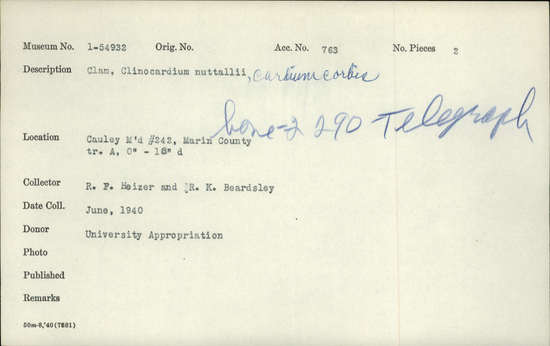 Museum No. 1-54932 Orig. No. Acc. No. 763 No. Pieces 2
Description Clam, Clinocardium nuttallii, cardium corbis
bone-2 290 Telegraph
Location Cauley M'd #242, Marin County
tr. A, 0" - 18" d
Collector R. F. Heizer and R. K. Beardsley
Date Coll. June, 1940
Donor University Appropriation
Photo
Published
Remarks
50m-8,'40(7881)